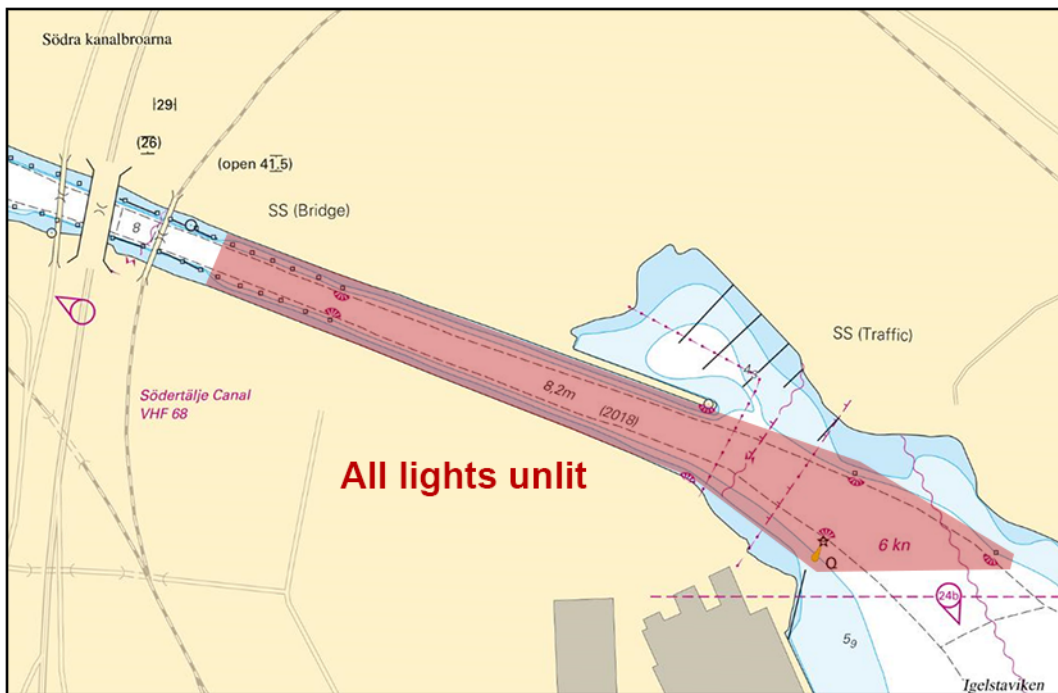 Södra kanalbroarna
29
(26)
(open 41.5)
SS (Bridge)
8
SS (Traffic)
Södertälje Canal
VHF 68
8,2m (2018)
All lights unlit
6 kn
Q
24b
5₉
Igelstaviken